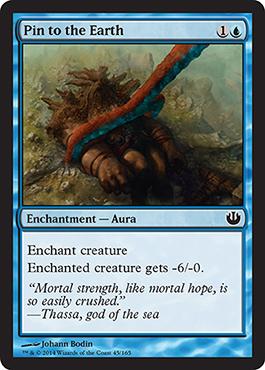 Pin to the Earth 1
Enchantment — Aura
Enchant creature
Enchanted creature gets -6/-0.
“Mortal strength, like mortal hope, is
so easily crushed.”
—Thassa, god of the sea
Johann Bodin
™ & © 2014 Wizards of the Coast 45/165